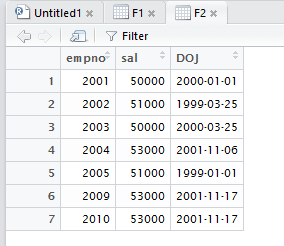 Untitled1 F1 F2
Filter
empno sal DOJ
1 2001 50000 2000-01-01
2 2002 51000 1999-03-25
3 2003 50000 2000-03-25
4 2004 53000 2001-11-06
5 2005 51000 1999-01-01
6 2009 53000 2001-11-17
7 2010 53000 2001-11-17